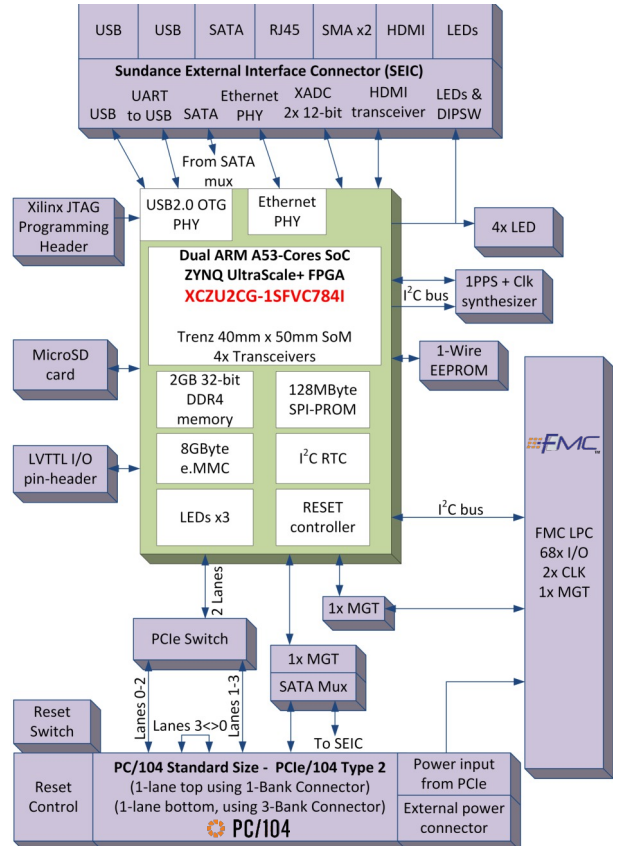 USB USB SATA RJ45 SMA x2 HDMI LEDs
Sundance External Interface Connector (SEIC)
USB
UART
to USB
SATA
Ethernet
PHY
XADC
2x 12-bit
HDMI
transceiver
LEDs &
DIPSW
From SATA
mux
Xilinx JTAG
Programming
Header
USB2.0 OTG
PHY
Ethernet
PHY
4x LED
Dual ARM A53-Cores SoC
ZYNQ UltraScale+ FPGA
XCZU2CG-1SFVC784I
Trenz 40mm x 50mm SoM
4x Transceivers
I²C bus
1PPS + Clk
synthesizer
MicroSD
card
1-Wire
EEPROM
2GB 32-bit
DDR4
memory
128MByte
SPI-PROM
8GByte
e.MMC
I²C RTC
LVTTL I/O
pin-header
LEDs x3
RESET
controller
I²C bus
FMC
FMC LPC
68x I/O
2x CLK
1x MGT
2 Lanes
1x MGT
PCIe Switch
1x MGT
SATA Mux
Lanes 0-2
Lanes 3<>0
Lanes 1-3
To SEIC
Reset
Switch
Reset
Control
PC/104 Standard Size - PCIe/104 Type 2
(1-lane top using 1-Bank Connector)
(1-lane bottom, using 3-Bank Connector)
PC/104
Power input
from PCIe
External power
connector